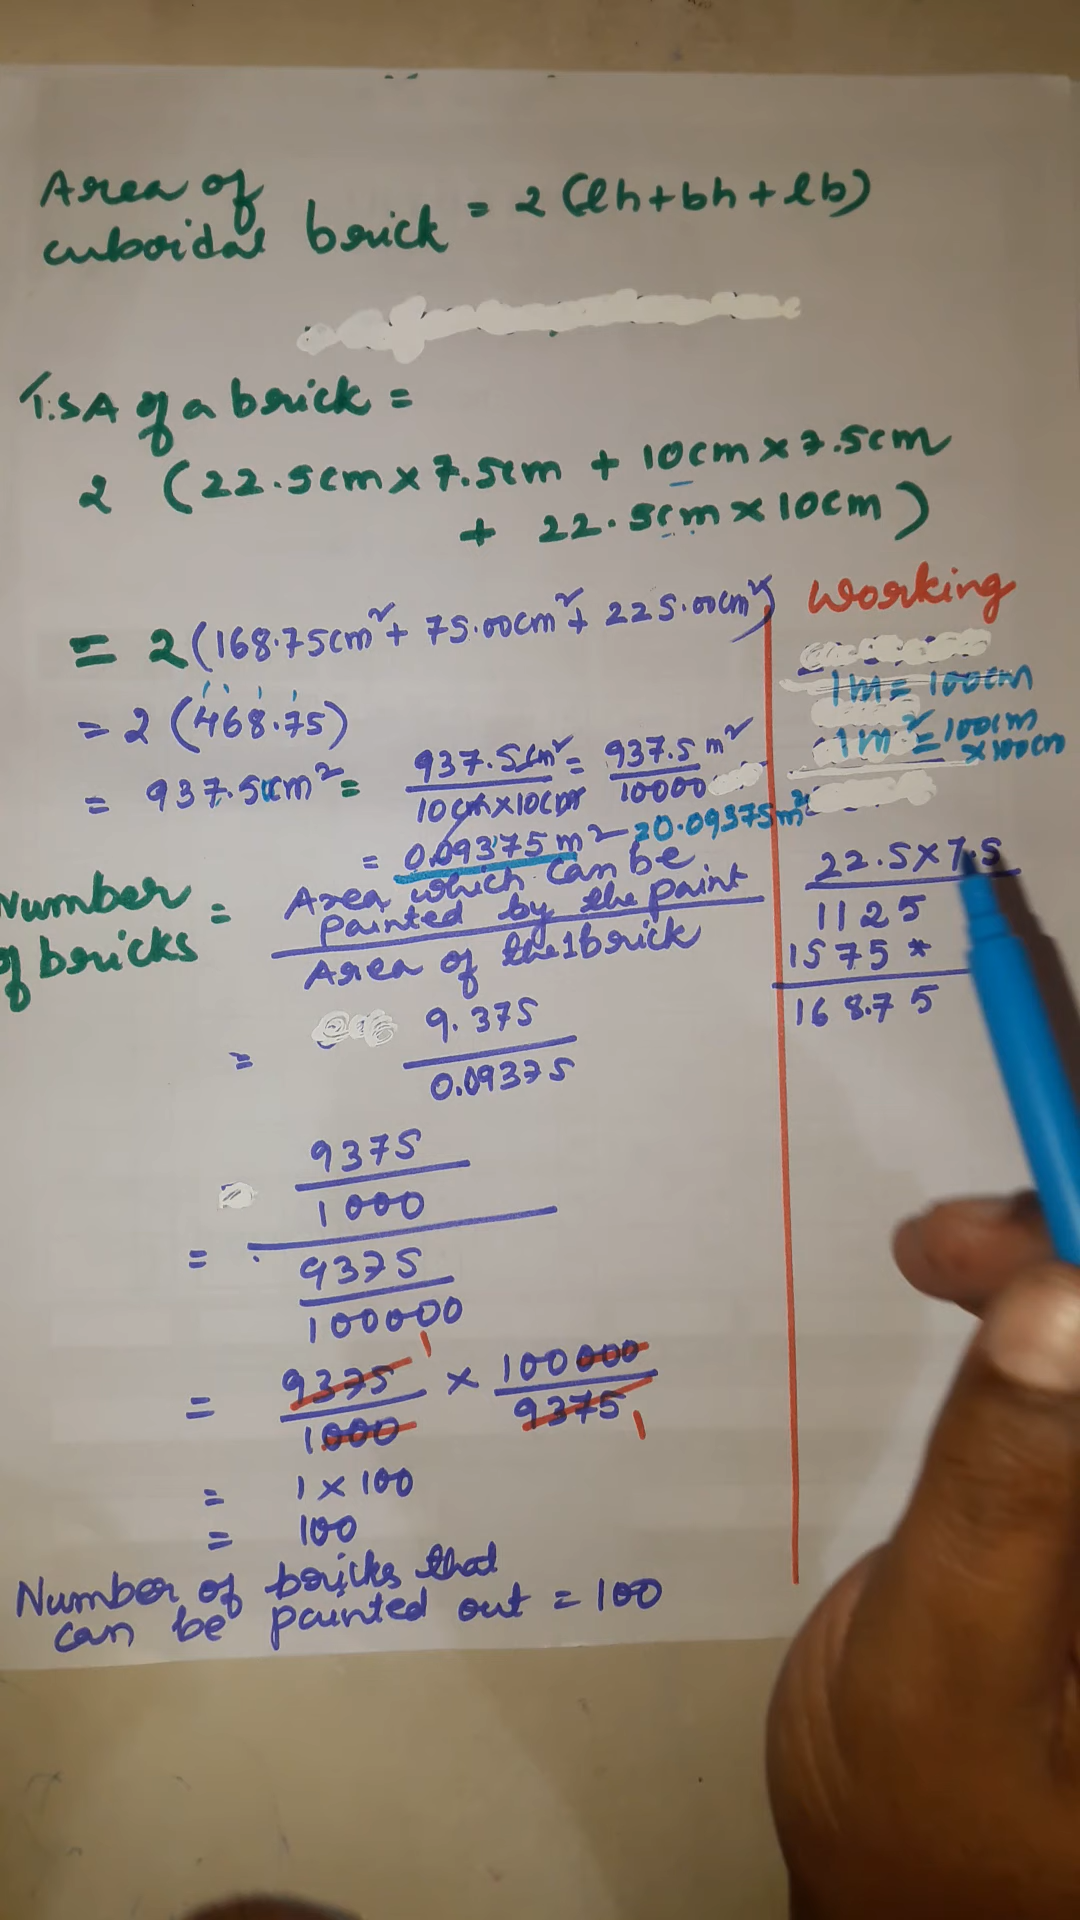 Area of
cuboidal brick = 2 (lh+bh+lb)
T.SA of a brick =
2 (22.5cm×7.5cm + 10cm×7.5cm
+ 22.5cm×10cm)
= 2(168.75cm²+ 75.00cm²+ 225.00cm²)
= 2 (468.75)
= 937.5cm² = 937.5cm²/10cm×10cm = 937.5 m²/10000
= 0.09375 m² = 0.09375m²
Number of bricks = Area which can be painted by the paint / Area of the 1 brick
= 9.375/0.09375
= 9375/1000 / 9375/100000
= 9375/1000 × 100000/9375
1
1
= 1 × 100
= 100
Number of bricks that
can be painted out = 100
Working
1m = 100cm
1m² = 100cm
×100cm
22.5×7.5
1125
1575*
168.75